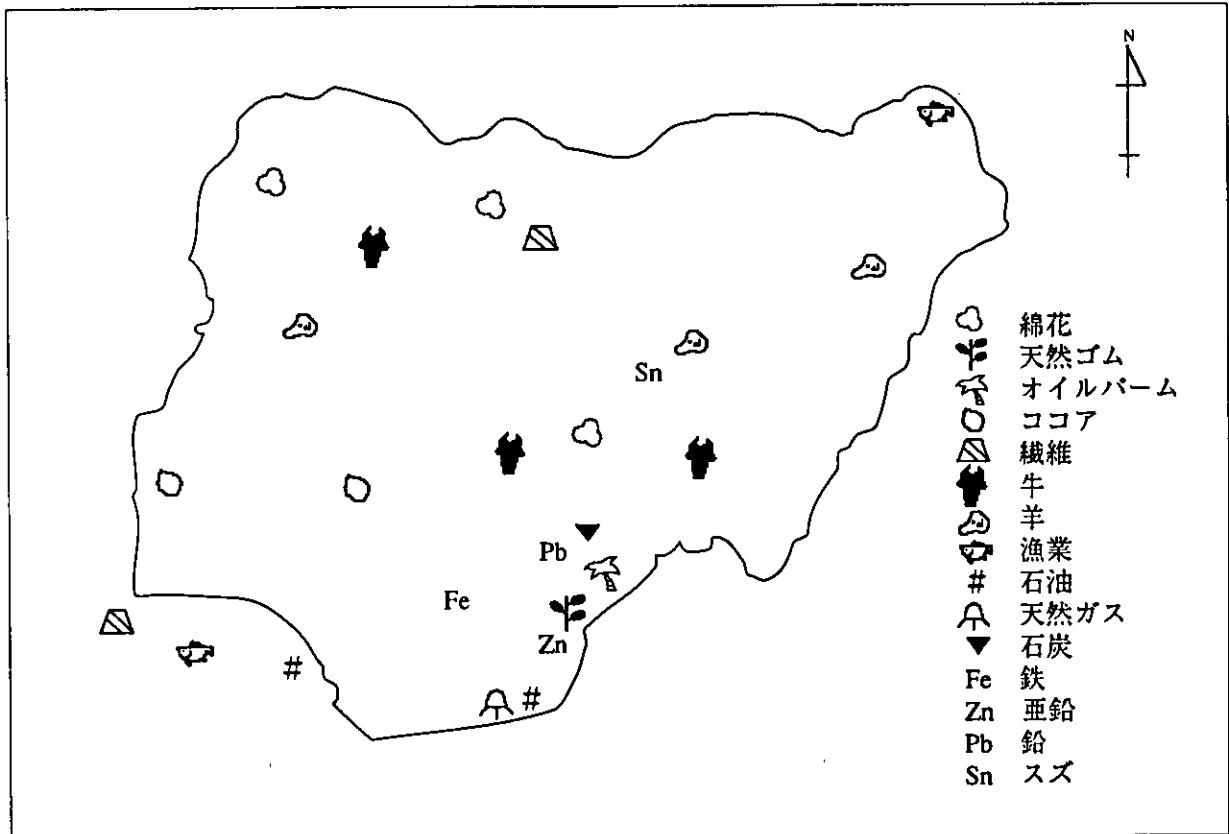 N
Sn
Pb
Fe
Zn
綿花
天然ゴム
オイルバーム
ココア
繊維
牛
羊
漁業
# 石油
天然ガス
石炭
Fe 鉄
Zn 亜鉛
Pb 鉛
Sn スズ
#
#